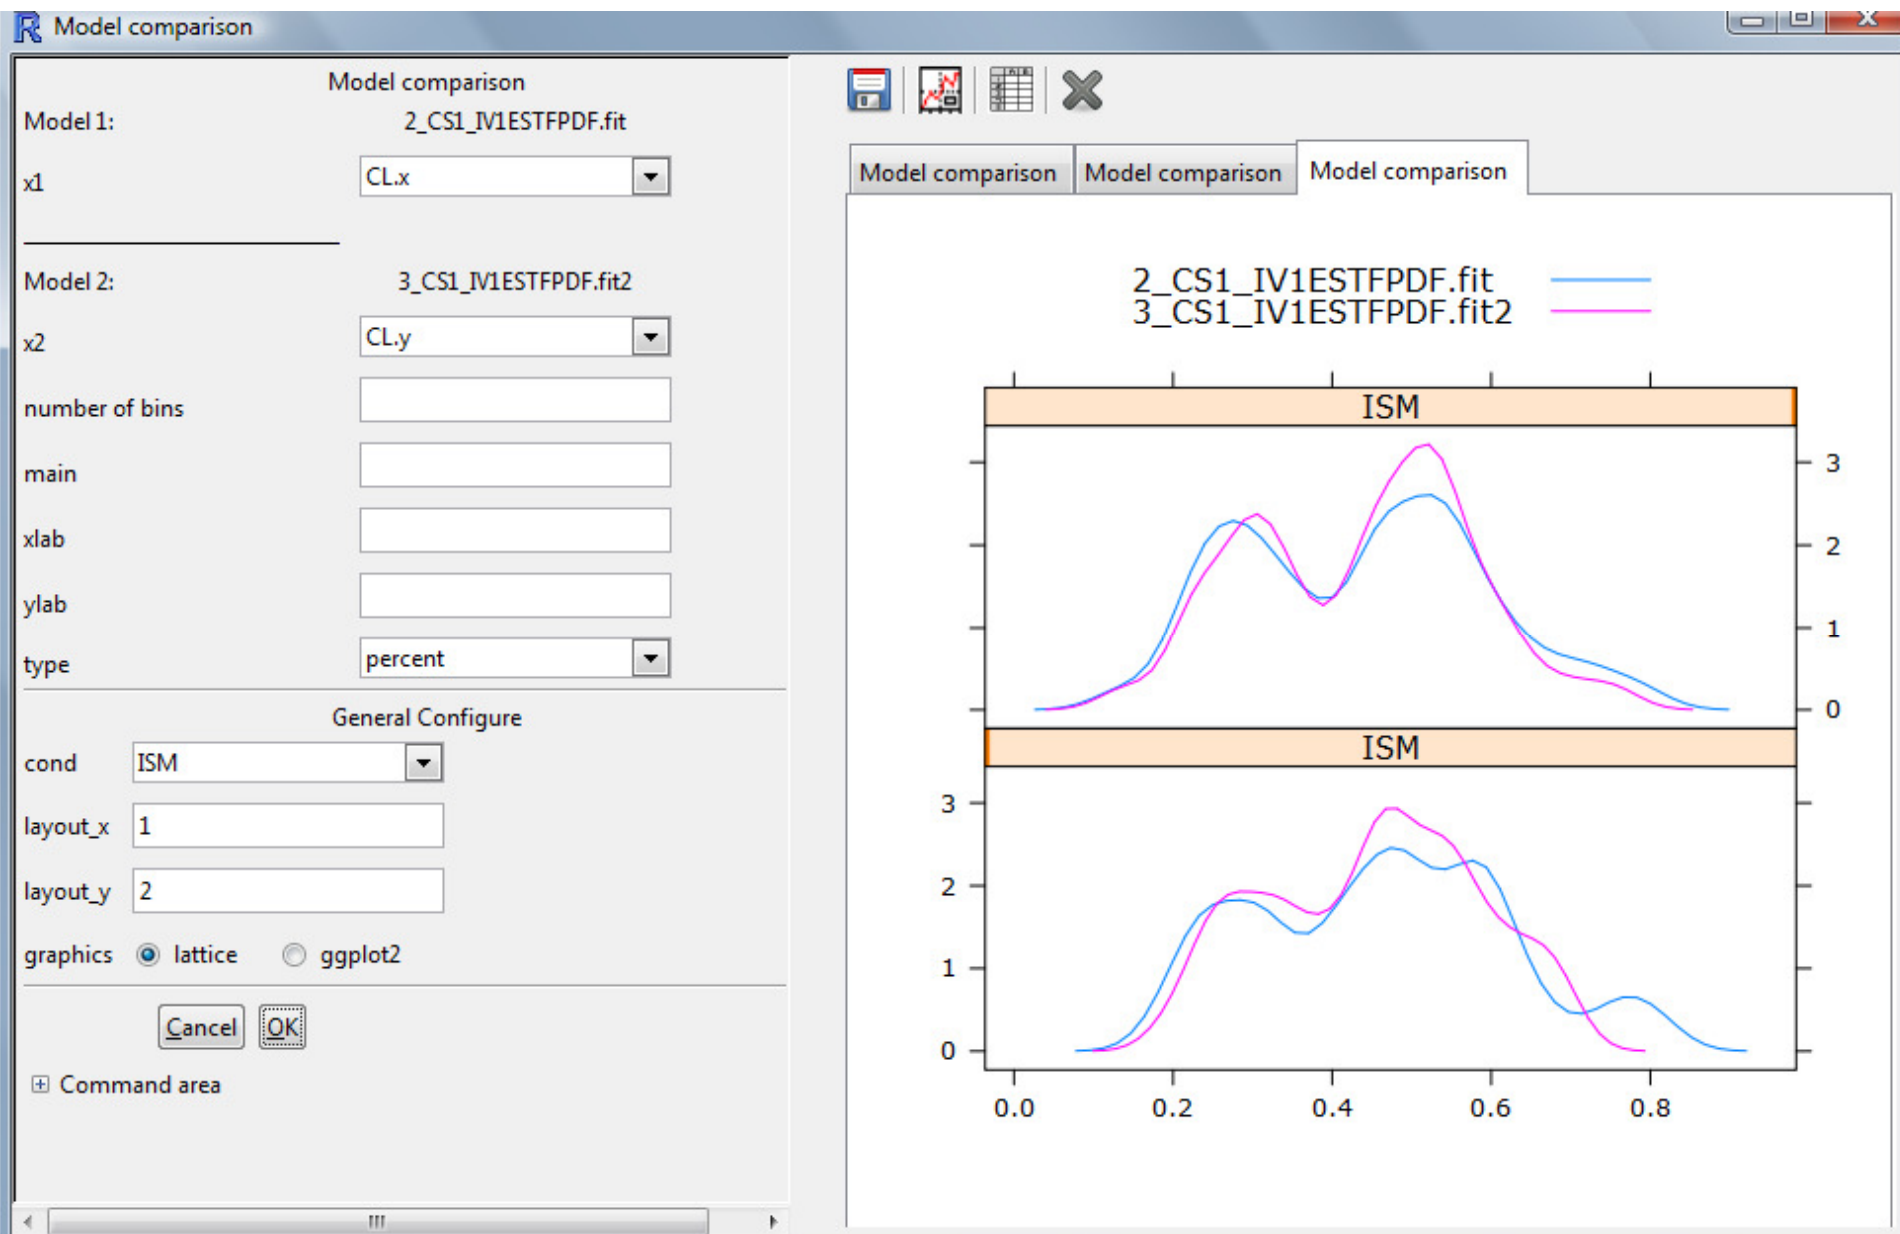 Model comparison
Model comparison
Model 1: 2_CS1_IV1ESTFPDF.fit
x1 CL.x
Model 2: 3_CS1_IV1ESTFPDF.fit2
x2 CL.y
number of bins
main
xlab
ylab
type percent
General Configure
cond ISM
layout_x 1
layout_y 2
graphics lattice ggplot2
Cancel OK
Command area
Model comparison Model comparison Model comparison
2_CS1_IV1ESTFPDF.fit
3_CS1_IV1ESTFPDF.fit2
ISM
3
2
1
0
ISM
3
2
1
0
0.0 0.2 0.4 0.6 0.8